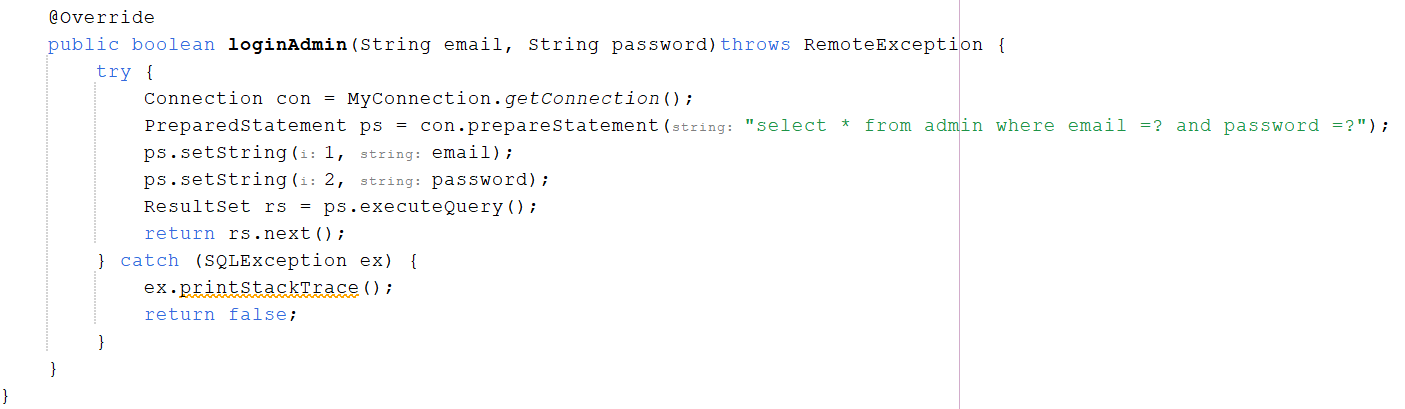 @Override
public boolean loginAdmin(String email, String password)throws RemoteException {
try {
Connection con = MyConnection.getConnection();
PreparedStatement ps = con.prepareStatement(string: "select * from admin where email =? and password =?");
ps.setString(i: 1, string: email);
ps.setString(i: 2, string: password);
ResultSet rs = ps.executeQuery();
return rs.next();
} catch (SQLException ex) {
ex.printStackTrace();
return false;
}
}
}